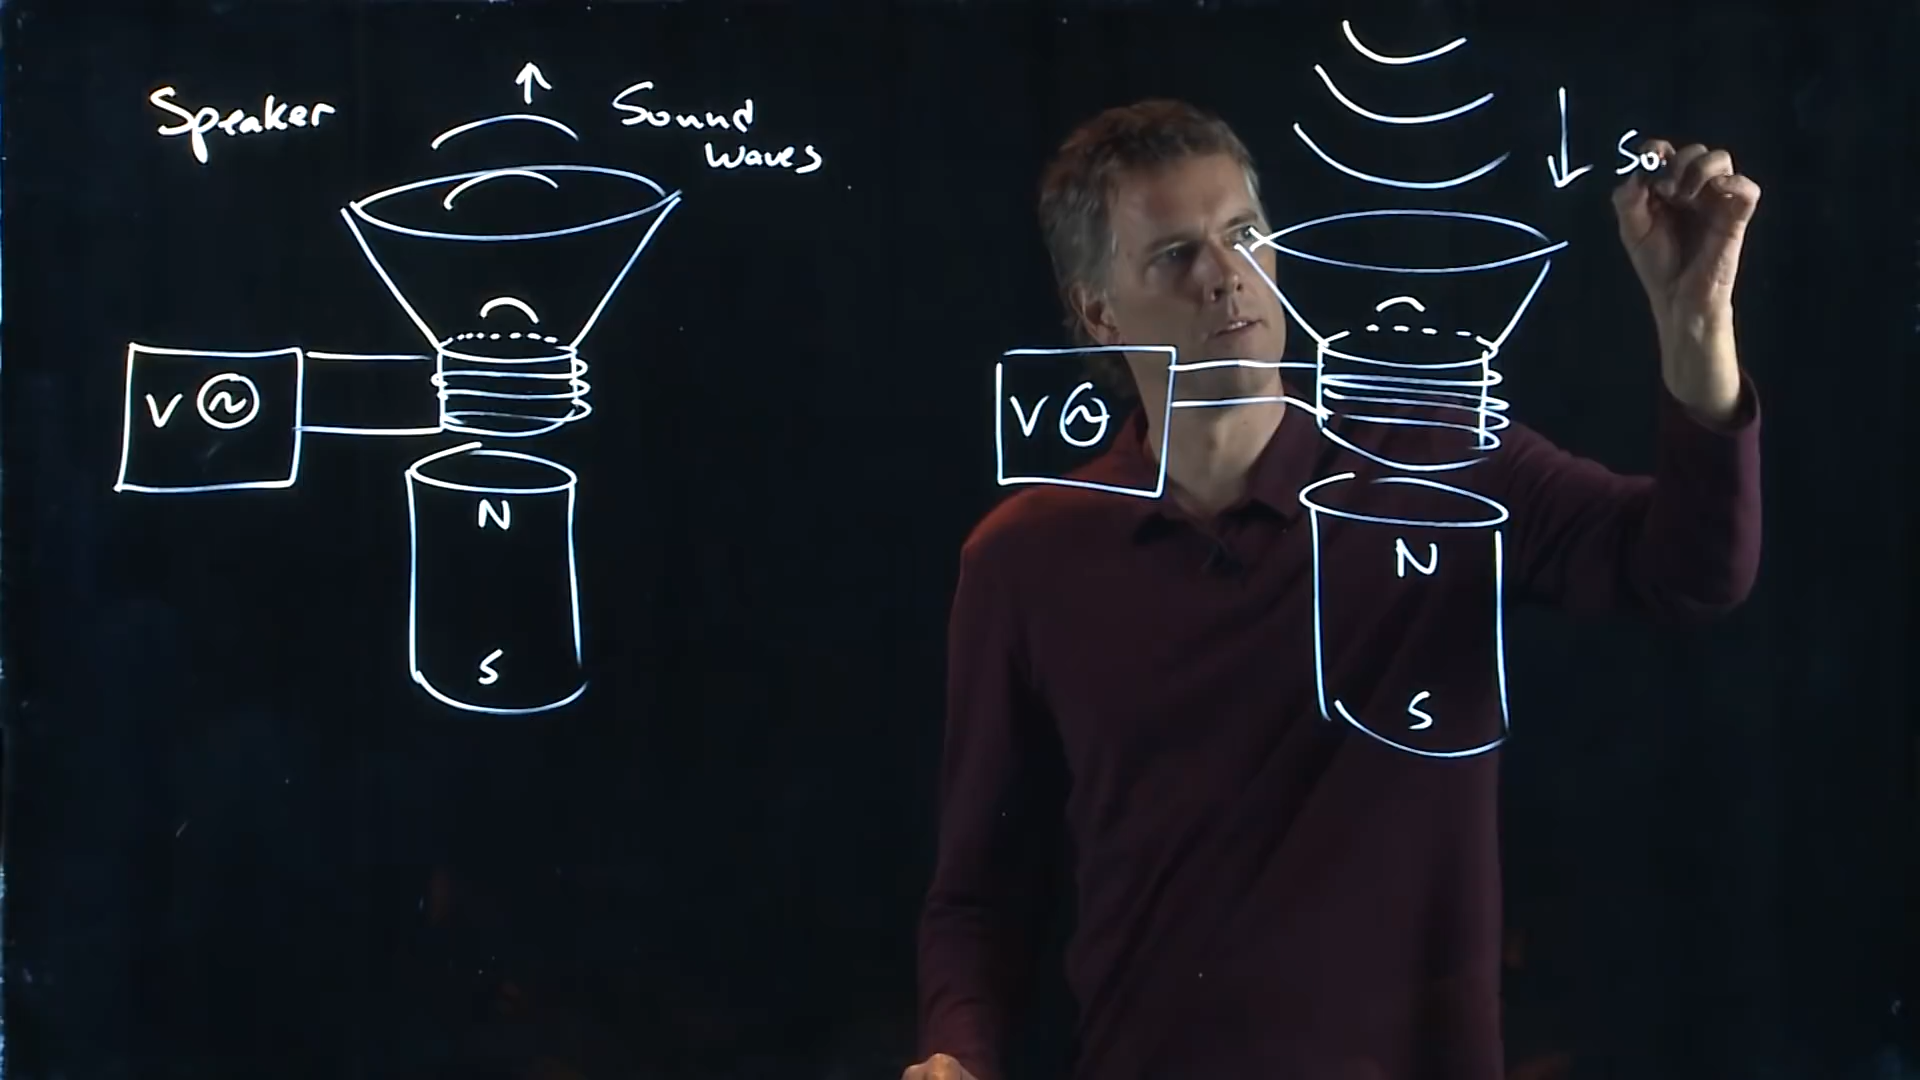 Speaker
Sound
Waves
So
V ~
V ~
N
N
S
S